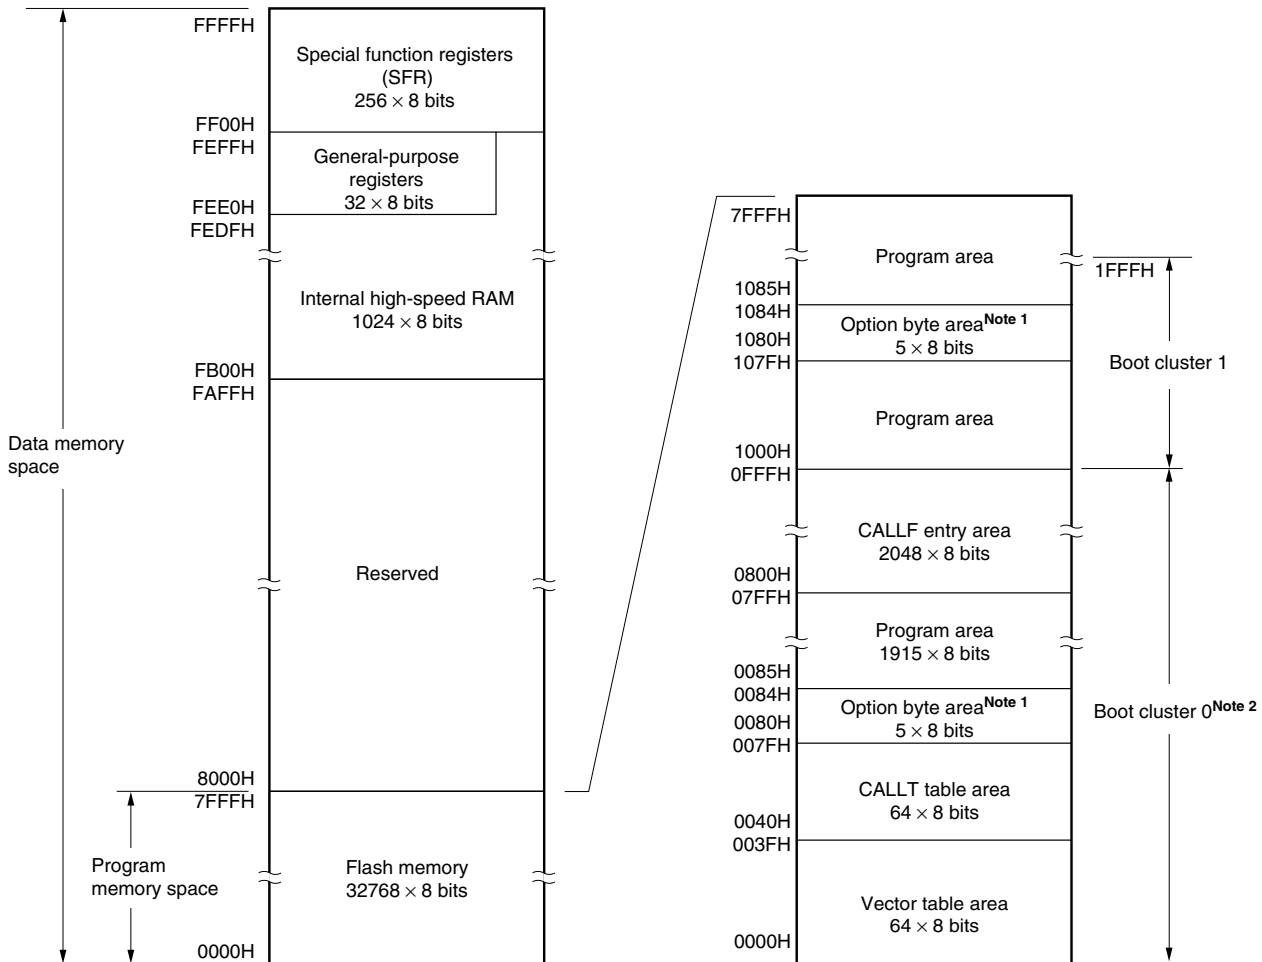 FFFFH
Special function registers
(SFR)
256 × 8 bits
FF00H
FEFFH
General-purpose
registers
32 × 8 bits
FEE0H
FEDFH
Internal high-speed RAM
1024 × 8 bits
FB00H
FAFFH
Data memory
space
Reserved
8000H
7FFFH
Program
memory space
Flash memory
32768 × 8 bits
0000H
7FFFH
Program area
1FFFH
1085H
1084H
Option byte area Note 1
5 × 8 bits
1080H
107FH
Boot cluster 1
Program area
1000H
0FFFH
CALLF entry area
2048 × 8 bits
0800H
07FFH
Program area
1915 × 8 bits
0085H
0084H
Option byte area Note 1
5 × 8 bits
0080H
007FH
Boot cluster 0 Note 2
CALLT table area
64 × 8 bits
0040H
003FH
Vector table area
64 × 8 bits
0000H